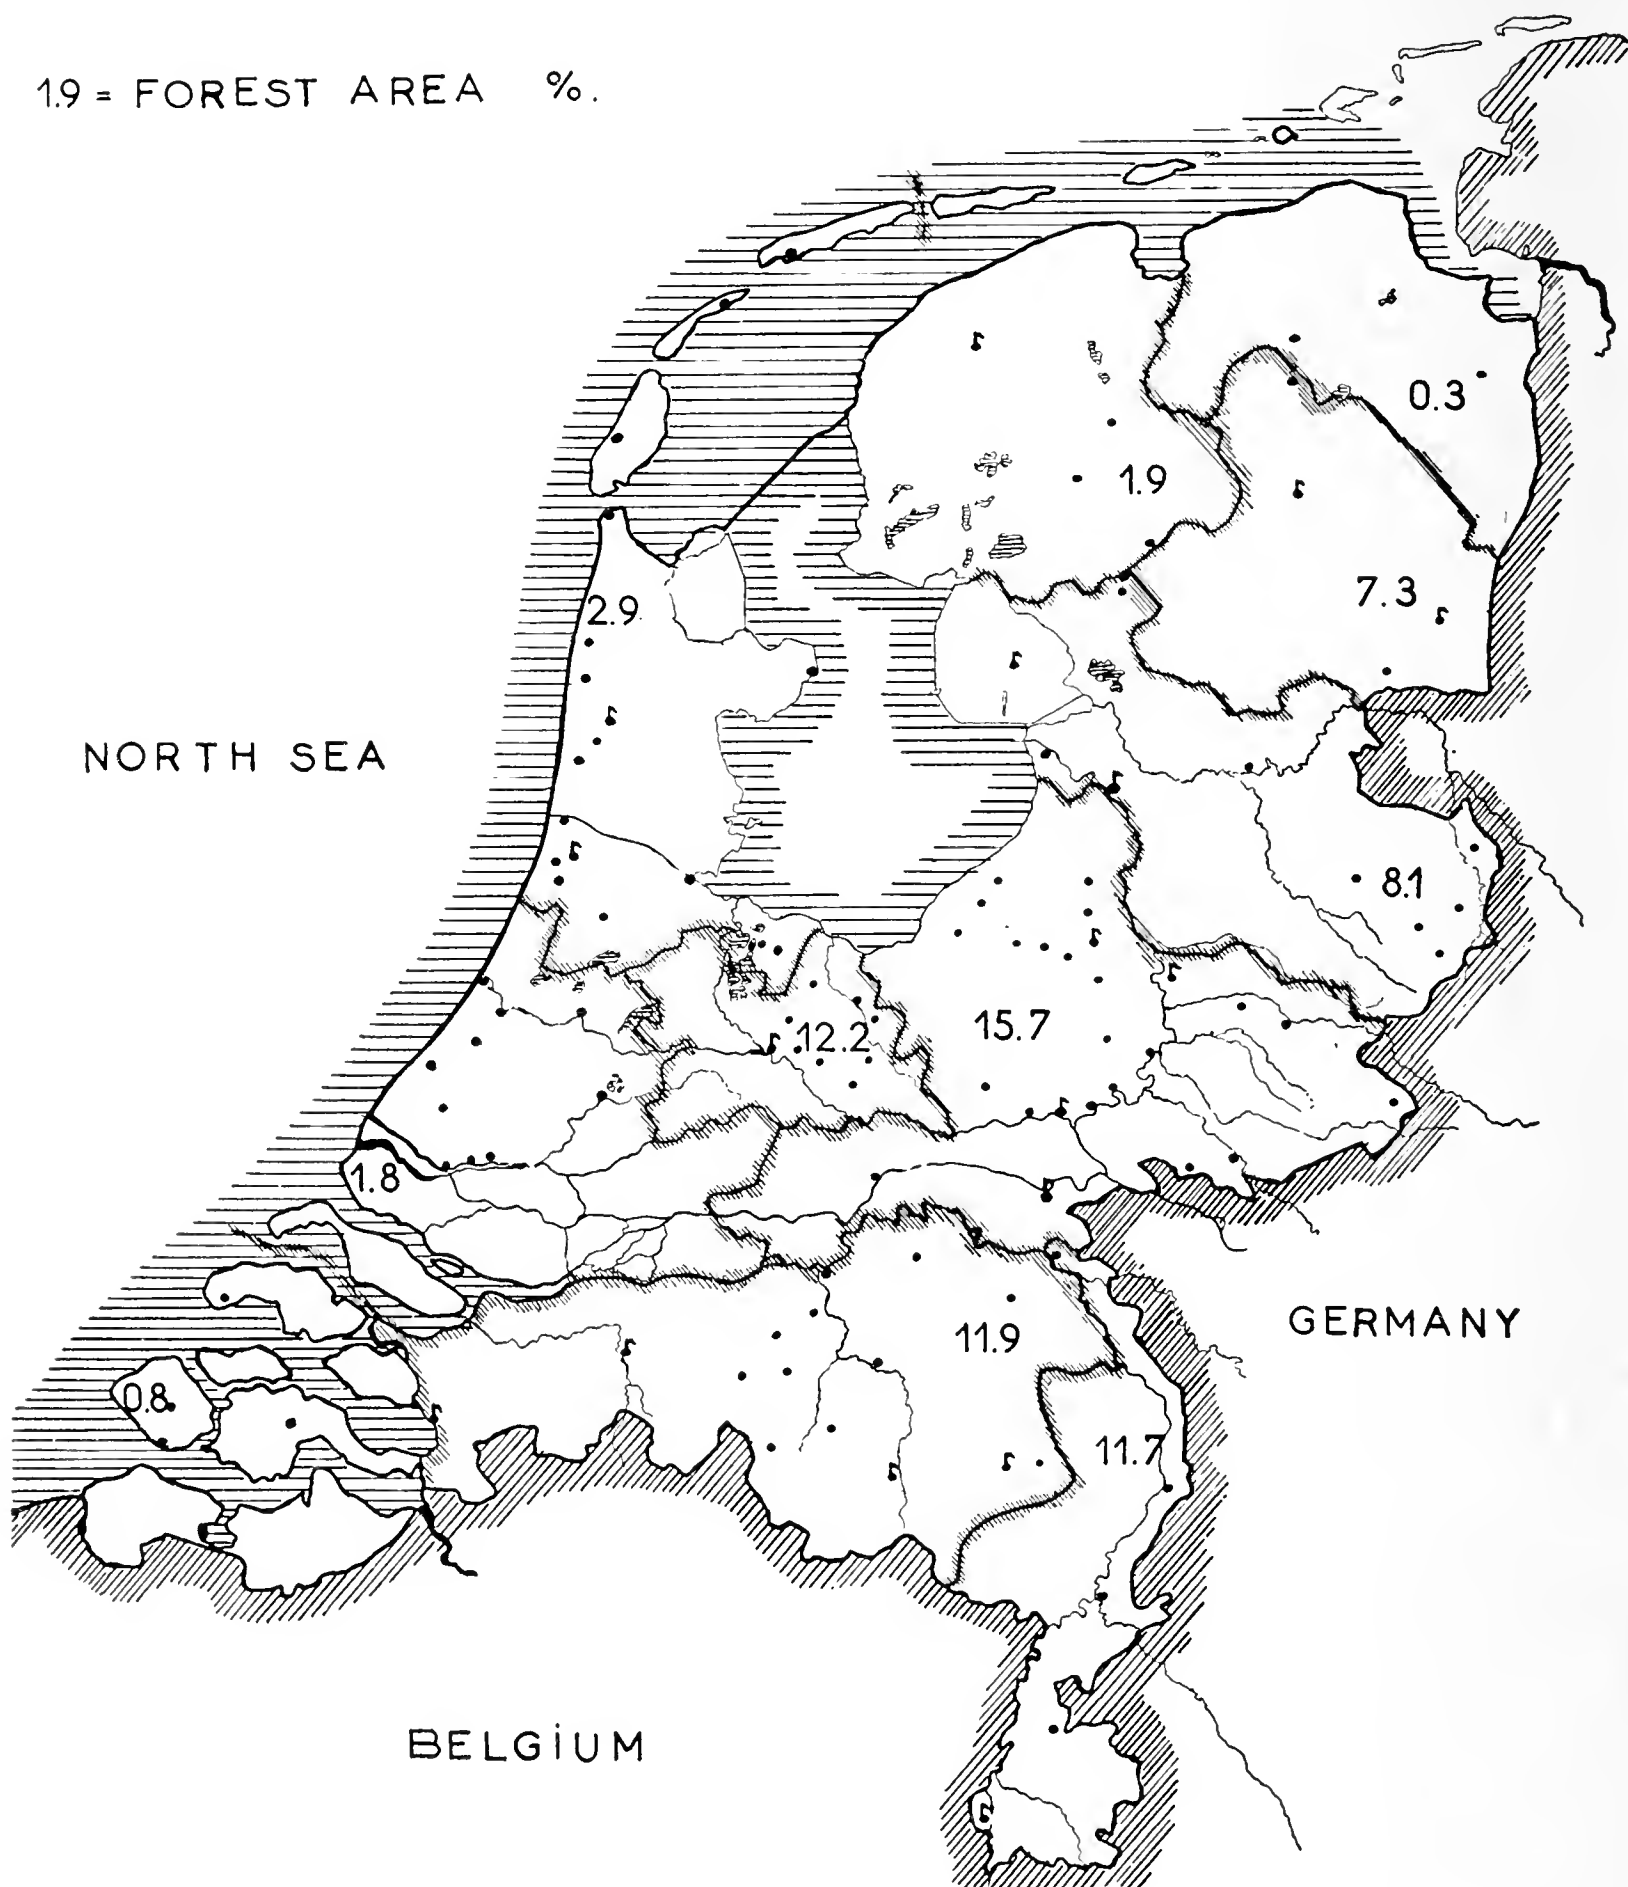 1.9 = FOREST AREA %.
0.3
1.9
7.3
2.9
NORTH SEA
8.1
12.2
15.7
1.8
GERMANY
11.9
0.8
11.7
BELGIUM